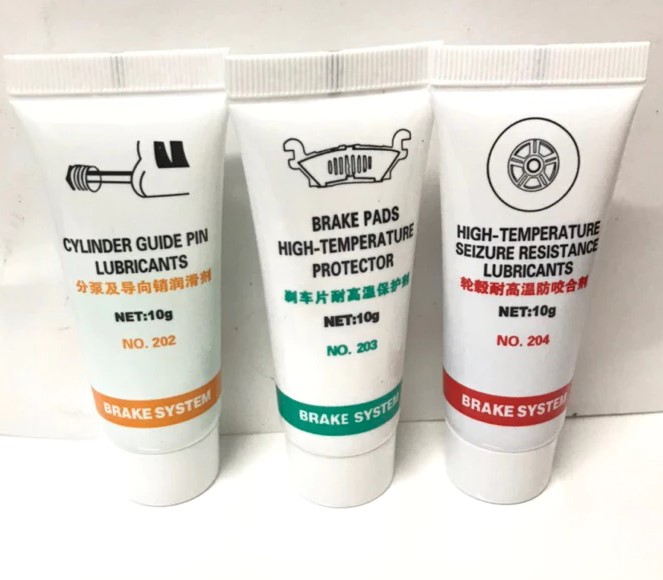 CYLINDER GUIDE PIN
LUBRICANTS
分泵及导向销润滑剂
NET:10g
NO. 202
BRAKE SYSTEM
BRAKE PADS
HIGH-TEMPERATURE
PROTECTOR
刹车片耐高温保护剂
NET:10g
NO. 203
BRAKE SYSTEM
HIGH-TEMPERATURE
SEIZURE RESISTANCE
LUBRICANTS
轮毂耐高温防咬合剂
NET:10g
NO. 204
BRAKE SYSTEM